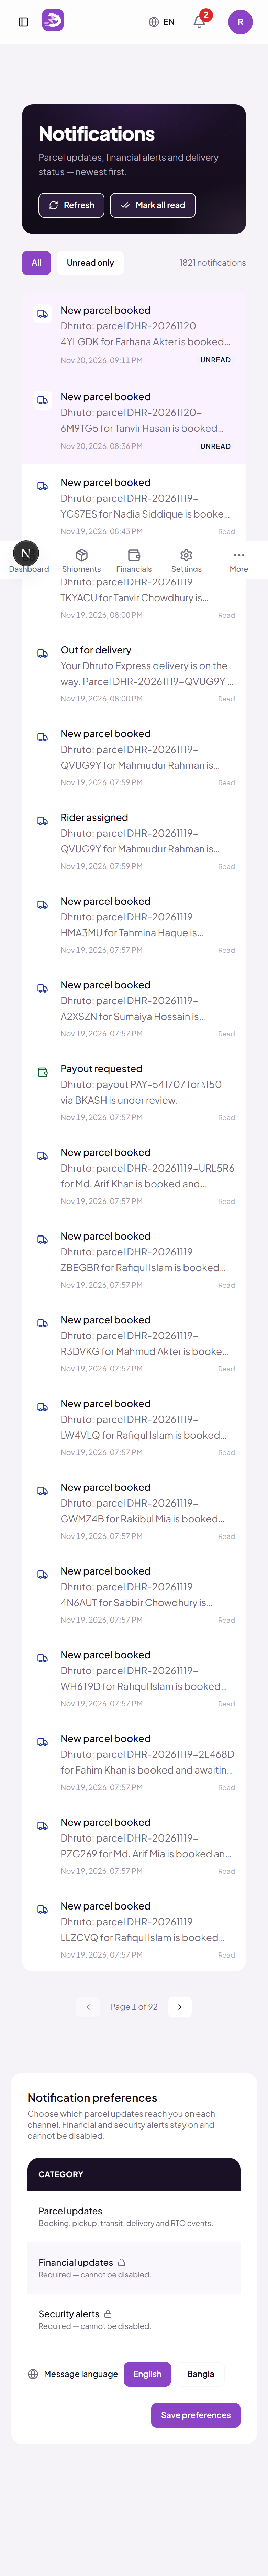 EN
2
R
Notifications
Parcel updates, financial alerts and delivery
status — newest first.
Refresh
Mark all read
All
Unread only
1821 notifications
New parcel booked
Dhruto: parcel DHR-20261120-
4YLGDK for Farhana Akter is booked...
Nov 20, 2026, 09:11 PM
UNREAD
New parcel booked
Dhruto: parcel DHR-20261120-
6M9TG5 for Tanvir Hasan is booked...
Nov 20, 2026, 08:36 PM
UNREAD
New parcel booked
Dhruto: parcel DHR-20261119-
YCS7ES for Nadia Siddique is booke...
Nov 19, 2026, 08:43 PM
Read
N
Dashboard
Shipments
Financials
Settings
More
Dhruto: parcel DHR-20261119-
TKYACU for Tanvir Chowdhury is...
Nov 19, 2026, 08:00 PM
Read
Out for delivery
Your Dhruto Express delivery is on the
way. Parcel DHR-20261119-QVUG9Y ...
Nov 19, 2026, 08:00 PM
Read
New parcel booked
Dhruto: parcel DHR-20261119-
QVUG9Y for Mahmudur Rahman is...
Nov 19, 2026, 07:59 PM
Read
Rider assigned
Dhruto: parcel DHR-20261119-
QVUG9Y for Mahmudur Rahman is...
Nov 19, 2026, 07:59 PM
Read
New parcel booked
Dhruto: parcel DHR-20261119-
HMA3MU for Tahmina Haque is...
Nov 19, 2026, 07:57 PM
Read
New parcel booked
Dhruto: parcel DHR-20261119-
A2XSZN for Sumaiya Hossain is...
Nov 19, 2026, 07:57 PM
Read
Payout requested
Dhruto: payout PAY-541707 for ৳150
via BKASH is under review.
Nov 19, 2026, 07:57 PM
Read
New parcel booked
Dhruto: parcel DHR-20261119-URL5R6
for Md. Arif Khan is booked and...
Nov 19, 2026, 07:57 PM
Read
New parcel booked
Dhruto: parcel DHR-20261119-
ZBEGBR for Rafiqul Islam is booked...
Nov 19, 2026, 07:57 PM
Read
New parcel booked
Dhruto: parcel DHR-20261119-
R3DVKG for Mahmud Akter is booke...
Nov 19, 2026, 07:57 PM
Read
New parcel booked
Dhruto: parcel DHR-20261119-
LW4VLQ for Rafiqul Islam is booked...
Nov 19, 2026, 07:57 PM
Read
New parcel booked
Dhruto: parcel DHR-20261119-
GWMZ4B for Rakibul Mia is booked...
Nov 19, 2026, 07:57 PM
Read
New parcel booked
Dhruto: parcel DHR-20261119-
4N6AUT for Sabbir Chowdhury is...
Nov 19, 2026, 07:57 PM
Read
New parcel booked
Dhruto: parcel DHR-20261119-
WH6T9D for Rafiqul Islam is booked...
Nov 19, 2026, 07:57 PM
Read
New parcel booked
Dhruto: parcel DHR-20261119-2L468D
for Fahim Khan is booked and awaitin...
Nov 19, 2026, 07:57 PM
Read
New parcel booked
Dhruto: parcel DHR-20261119-
PZG269 for Md. Arif Mia is booked an...
Nov 19, 2026, 07:57 PM
Read
New parcel booked
Dhruto: parcel DHR-20261119-
LLZCVQ for Rafiqul Islam is booked...
Nov 19, 2026, 07:57 PM
Read
Page 1 of 92
Notification preferences
Choose which parcel updates reach you on each
channel. Financial and security alerts stay on and
cannot be disabled.
CATEGORY
Parcel updates
Booking, pickup, transit, delivery and RTO events.
Financial updates
Required — cannot be disabled.
Security alerts
Required — cannot be disabled.
Message language
English
Bangla
Save preferences